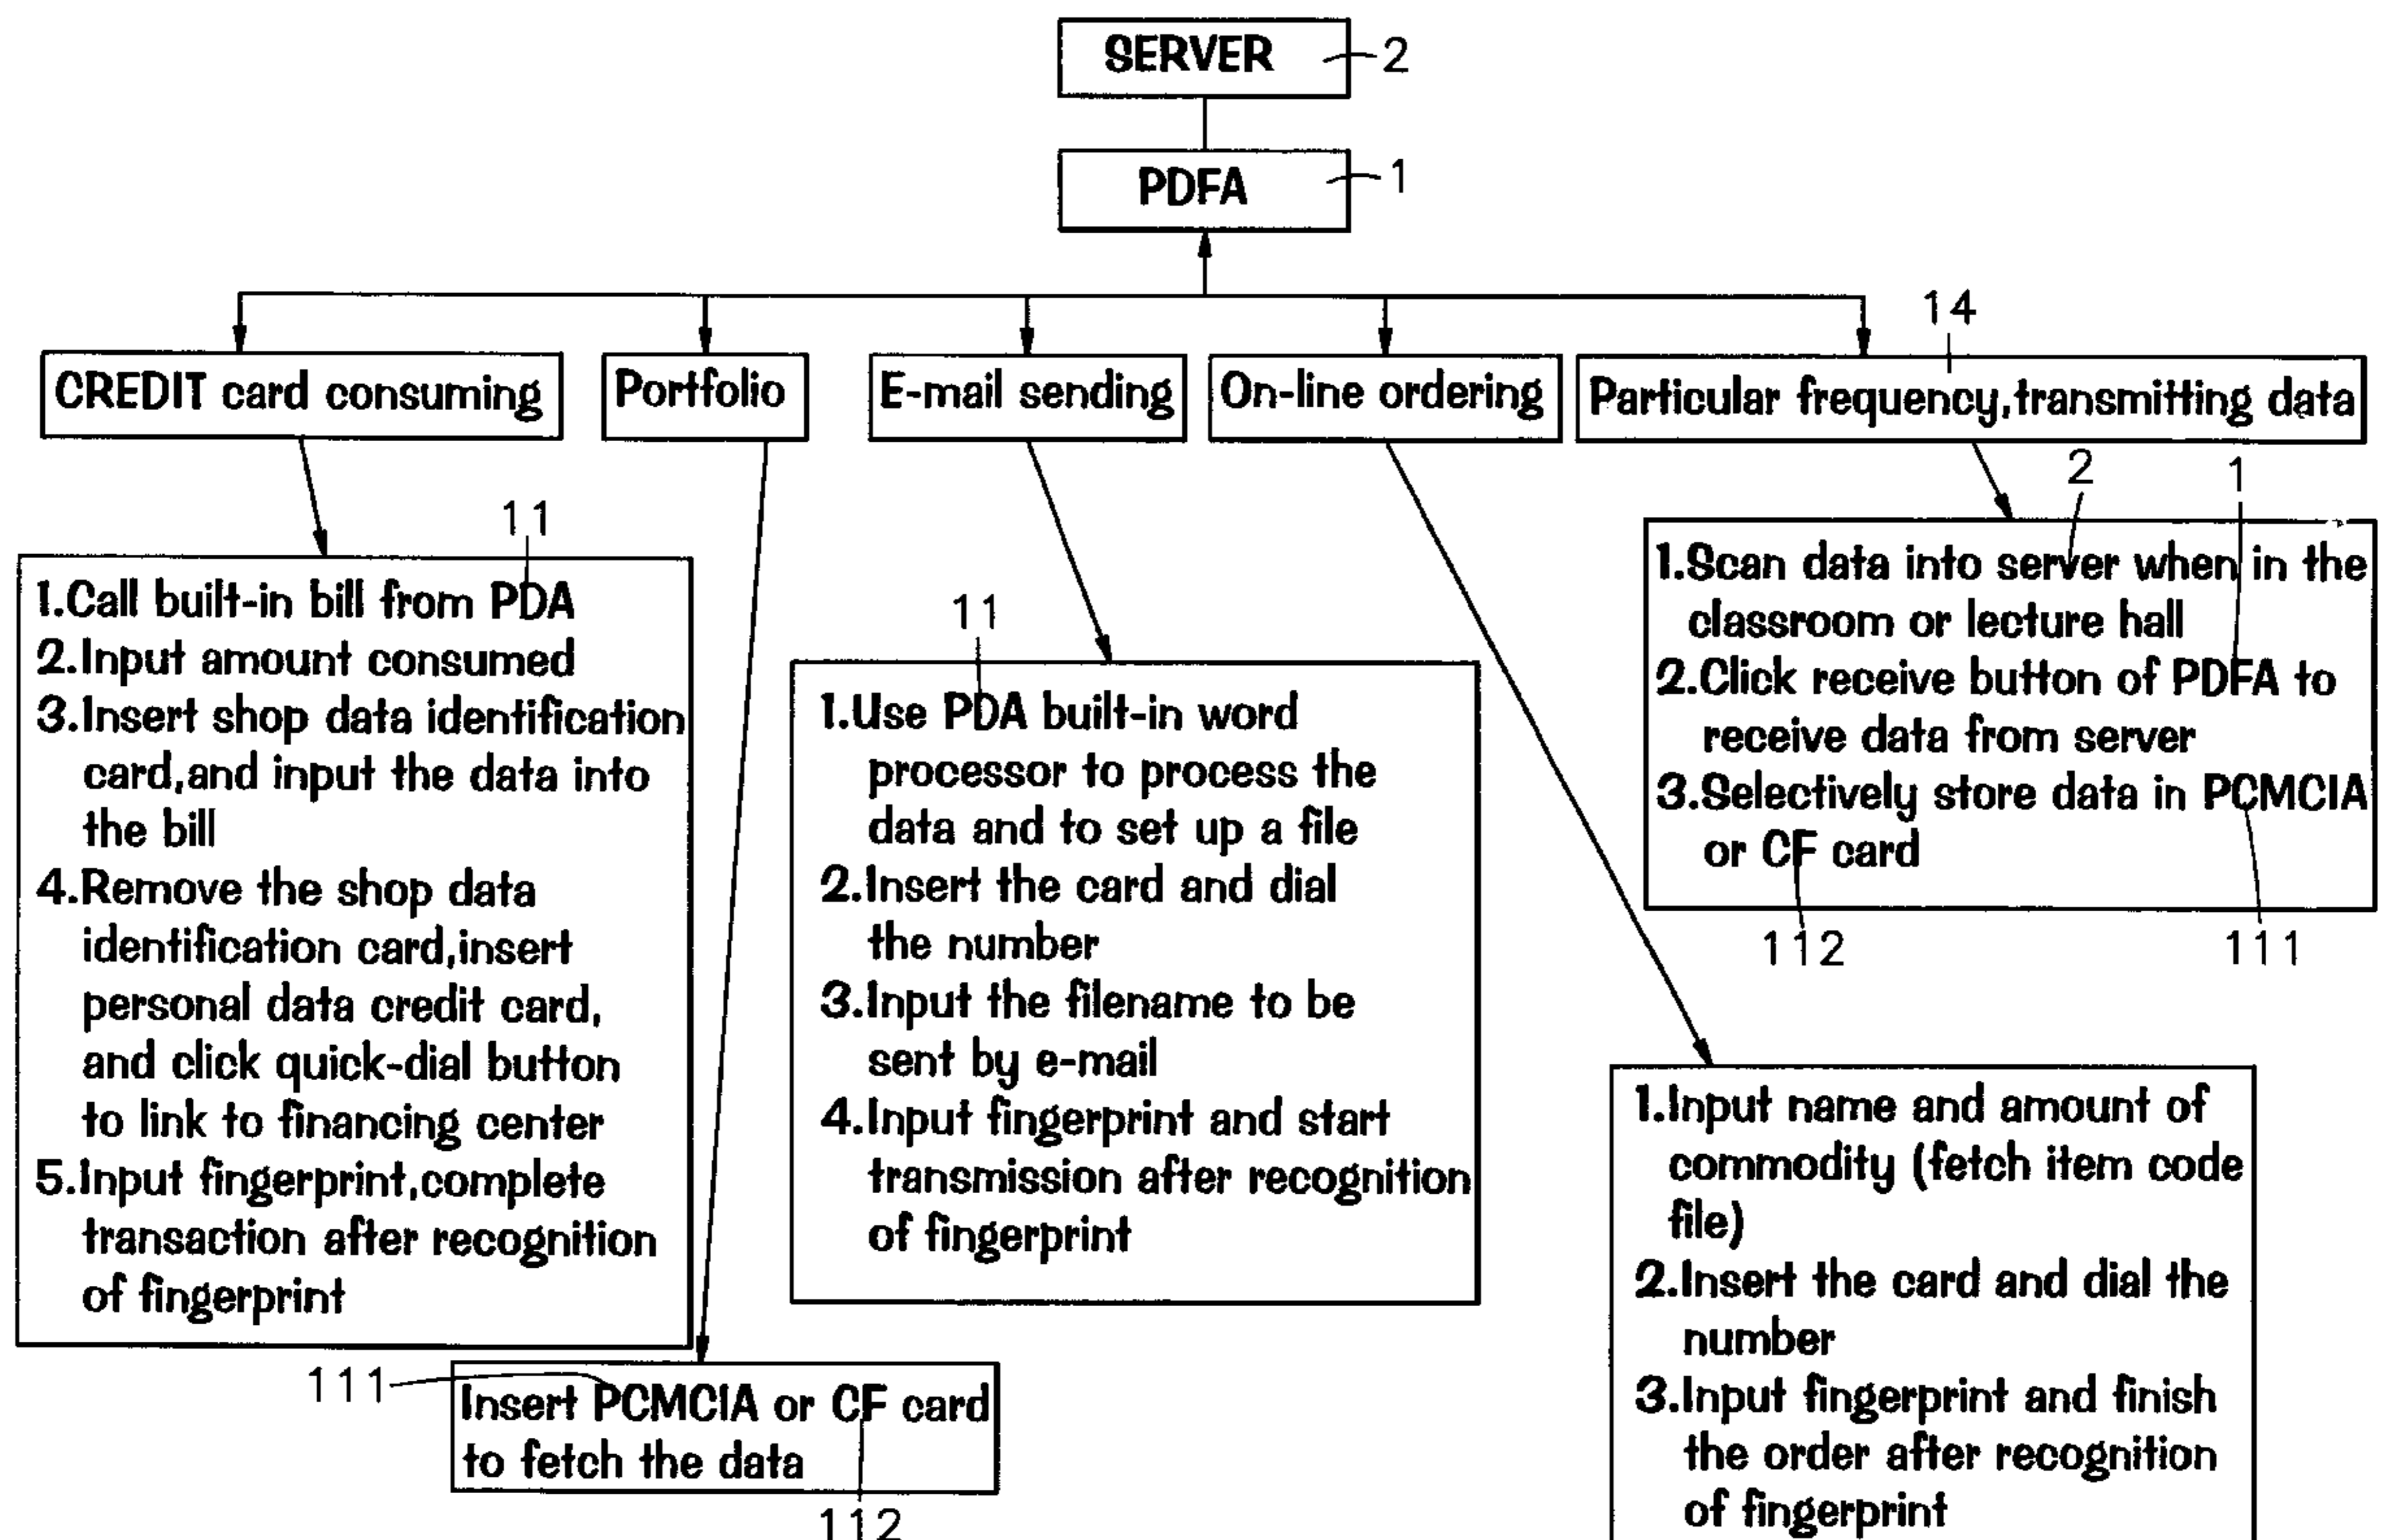 SERVER
2
PDFA
1
14
CREDIT card consuming
Portfolio
E-mail sending
On-line ordering
Particular frequency,transmitting data
11
1.Call built-in bill from PDA
2.Input amount consumed
3.Insert shop data identification
card,and input the data into
the bill
4.Remove the shop data
identification card,insert
personal data credit card,
and click quick-dial button
to link to financing center
5.Input fingerprint,complete
transaction after recognition
of fingerprint
111
Insert PCMCIA or CF card
to fetch the data
112
11
1.Use PDA built-in word
processor to process the
data and to set up a file
2.Insert the card and dial
the number
3.Input the filename to be
sent by e-mail
4.Input fingerprint and start
transmission after recognition
of fingerprint
2
1
1.Scan data into server when in the
classroom or lecture hall
2.Click receive button of PDFA to
receive data from server
3.Selectively store data in PCMCIA
or CF card
112
111
1.Input name and amount of
commodity (fetch item code
file)
2.Insert the card and dial the
number
3.Input fingerprint and finish
the order after recognition
of fingerprint